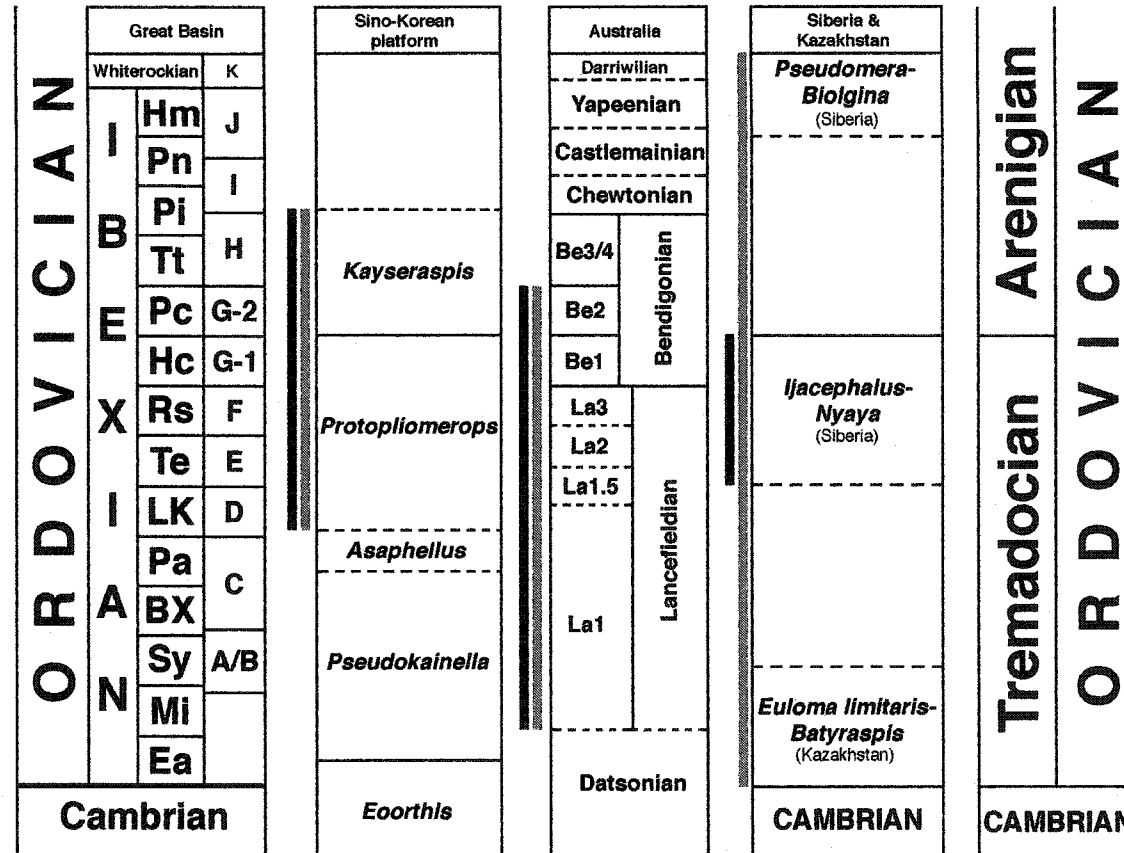 ORDOVICIAN
Great Basin
Whiterockian
K
IBEXIAN
Hm
Pn
Pi
Tt
Pc
Hc
Rs
Te
LK
Pa
BX
Sy
Mi
Ea
J
I
H
G-2
G-1
F
E
D
C
A/B
Cambrian
Sino-Korean
platform
Kayseraspis
Protopliomerops
Asaphellus
Pseudokainella
Eoorthis
Australia
Darriwilian
Yapeenian
Castlemainian
Chewtonian
Be3/4
Be2
Be1
Bendigonian
La3
La2
La1.5
La1
Lancefieldian
Datsonian
Siberia &
Kazakhstan
Pseudomera-
Biolgina
(Siberia)
Ijacephalus-
Nyaya
(Siberia)
Euloma limitaris-
Batyraspis
(Kazakhstan)
CAMBRIAN
Arenigian
Tremadocian
ORDOVICIAN
CAMBRIAN